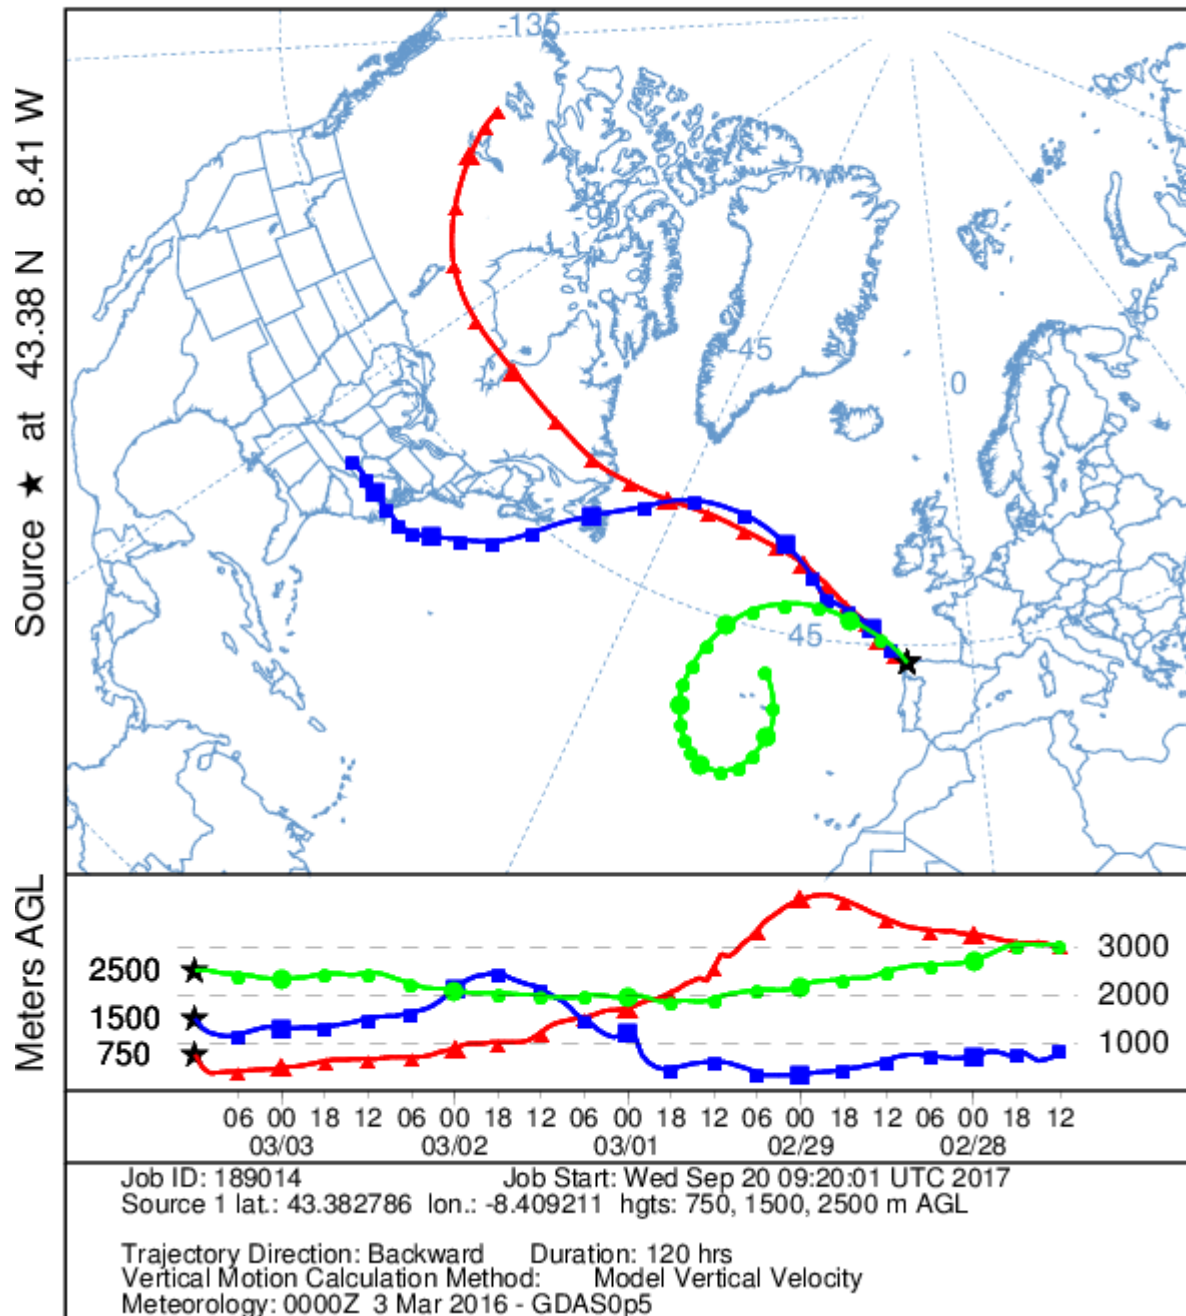 Source ★ at 43.38 N 8.41 W
-135
-90
-45
45
0
45
Meters AGL
2500
1500
750
3000
2000
1000
06 00 18 12 06 00 18 12 06 00 18 12 06 00 18 12 06 00 18 12
03/03 03/02 03/01 02/29 02/28
Job ID: 189014 Job Start: Wed Sep 20 09:20:01 UTC 2017
Source 1 lat.: 43.382786 lon.: -8.409211 hgts: 750, 1500, 2500 m AGL
Trajectory Direction: Backward Duration: 120 hrs
Vertical Motion Calculation Method: Model Vertical Velocity
Meteorology: 0000Z 3 Mar 2016 - GDAS0p5